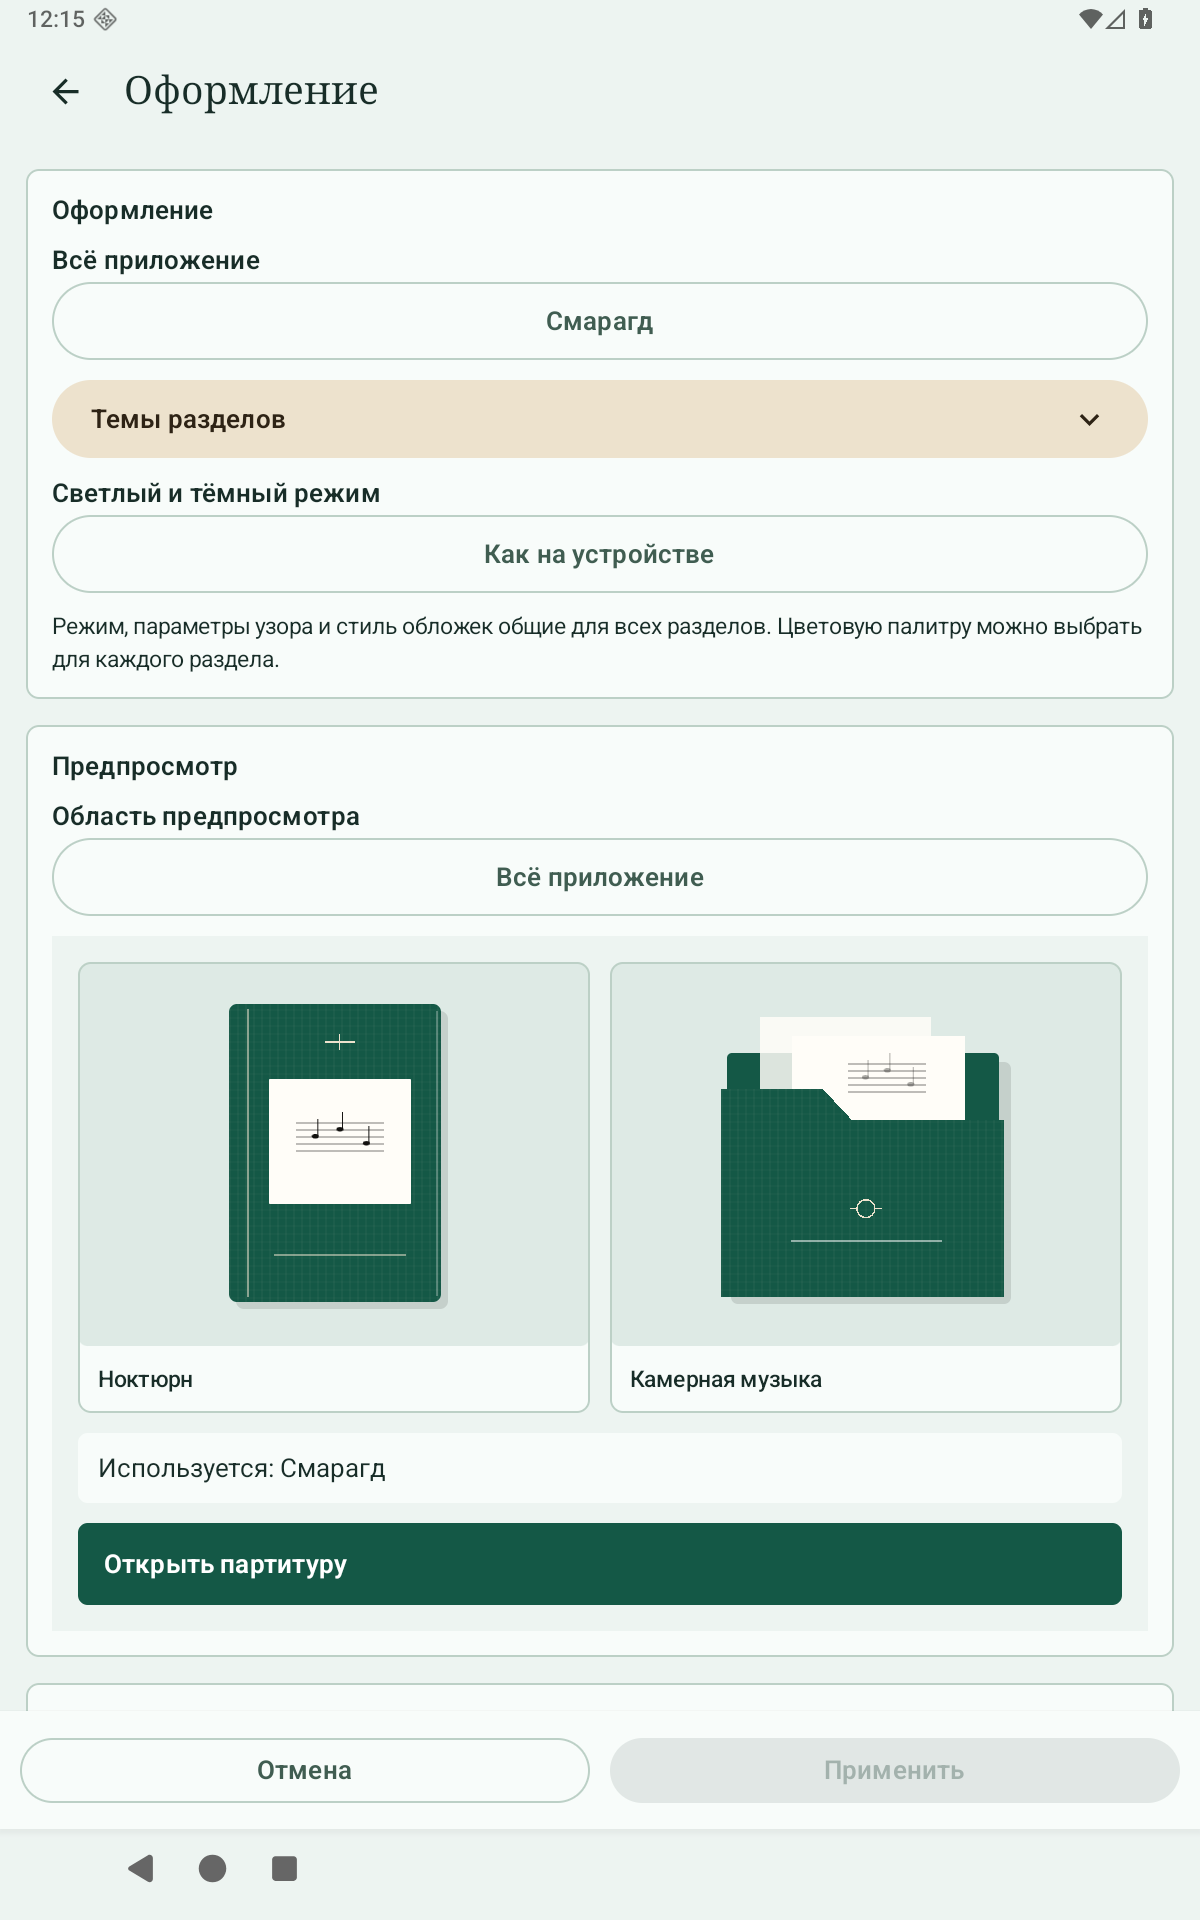 12:15
Оформление
Оформление
Всё приложение
Смарагд
Темы разделов
Светлый и тёмный режим
Как на устройстве
Режим, параметры узора и стиль обложек общие для всех разделов. Цветовую палитру можно выбрать
для каждого раздела.
Предпросмотр
Область предпросмотра
Всё приложение
Ноктюрн
Камерная музыка
Используется: Смарагд
Открыть партитуру
Отмена
Применить